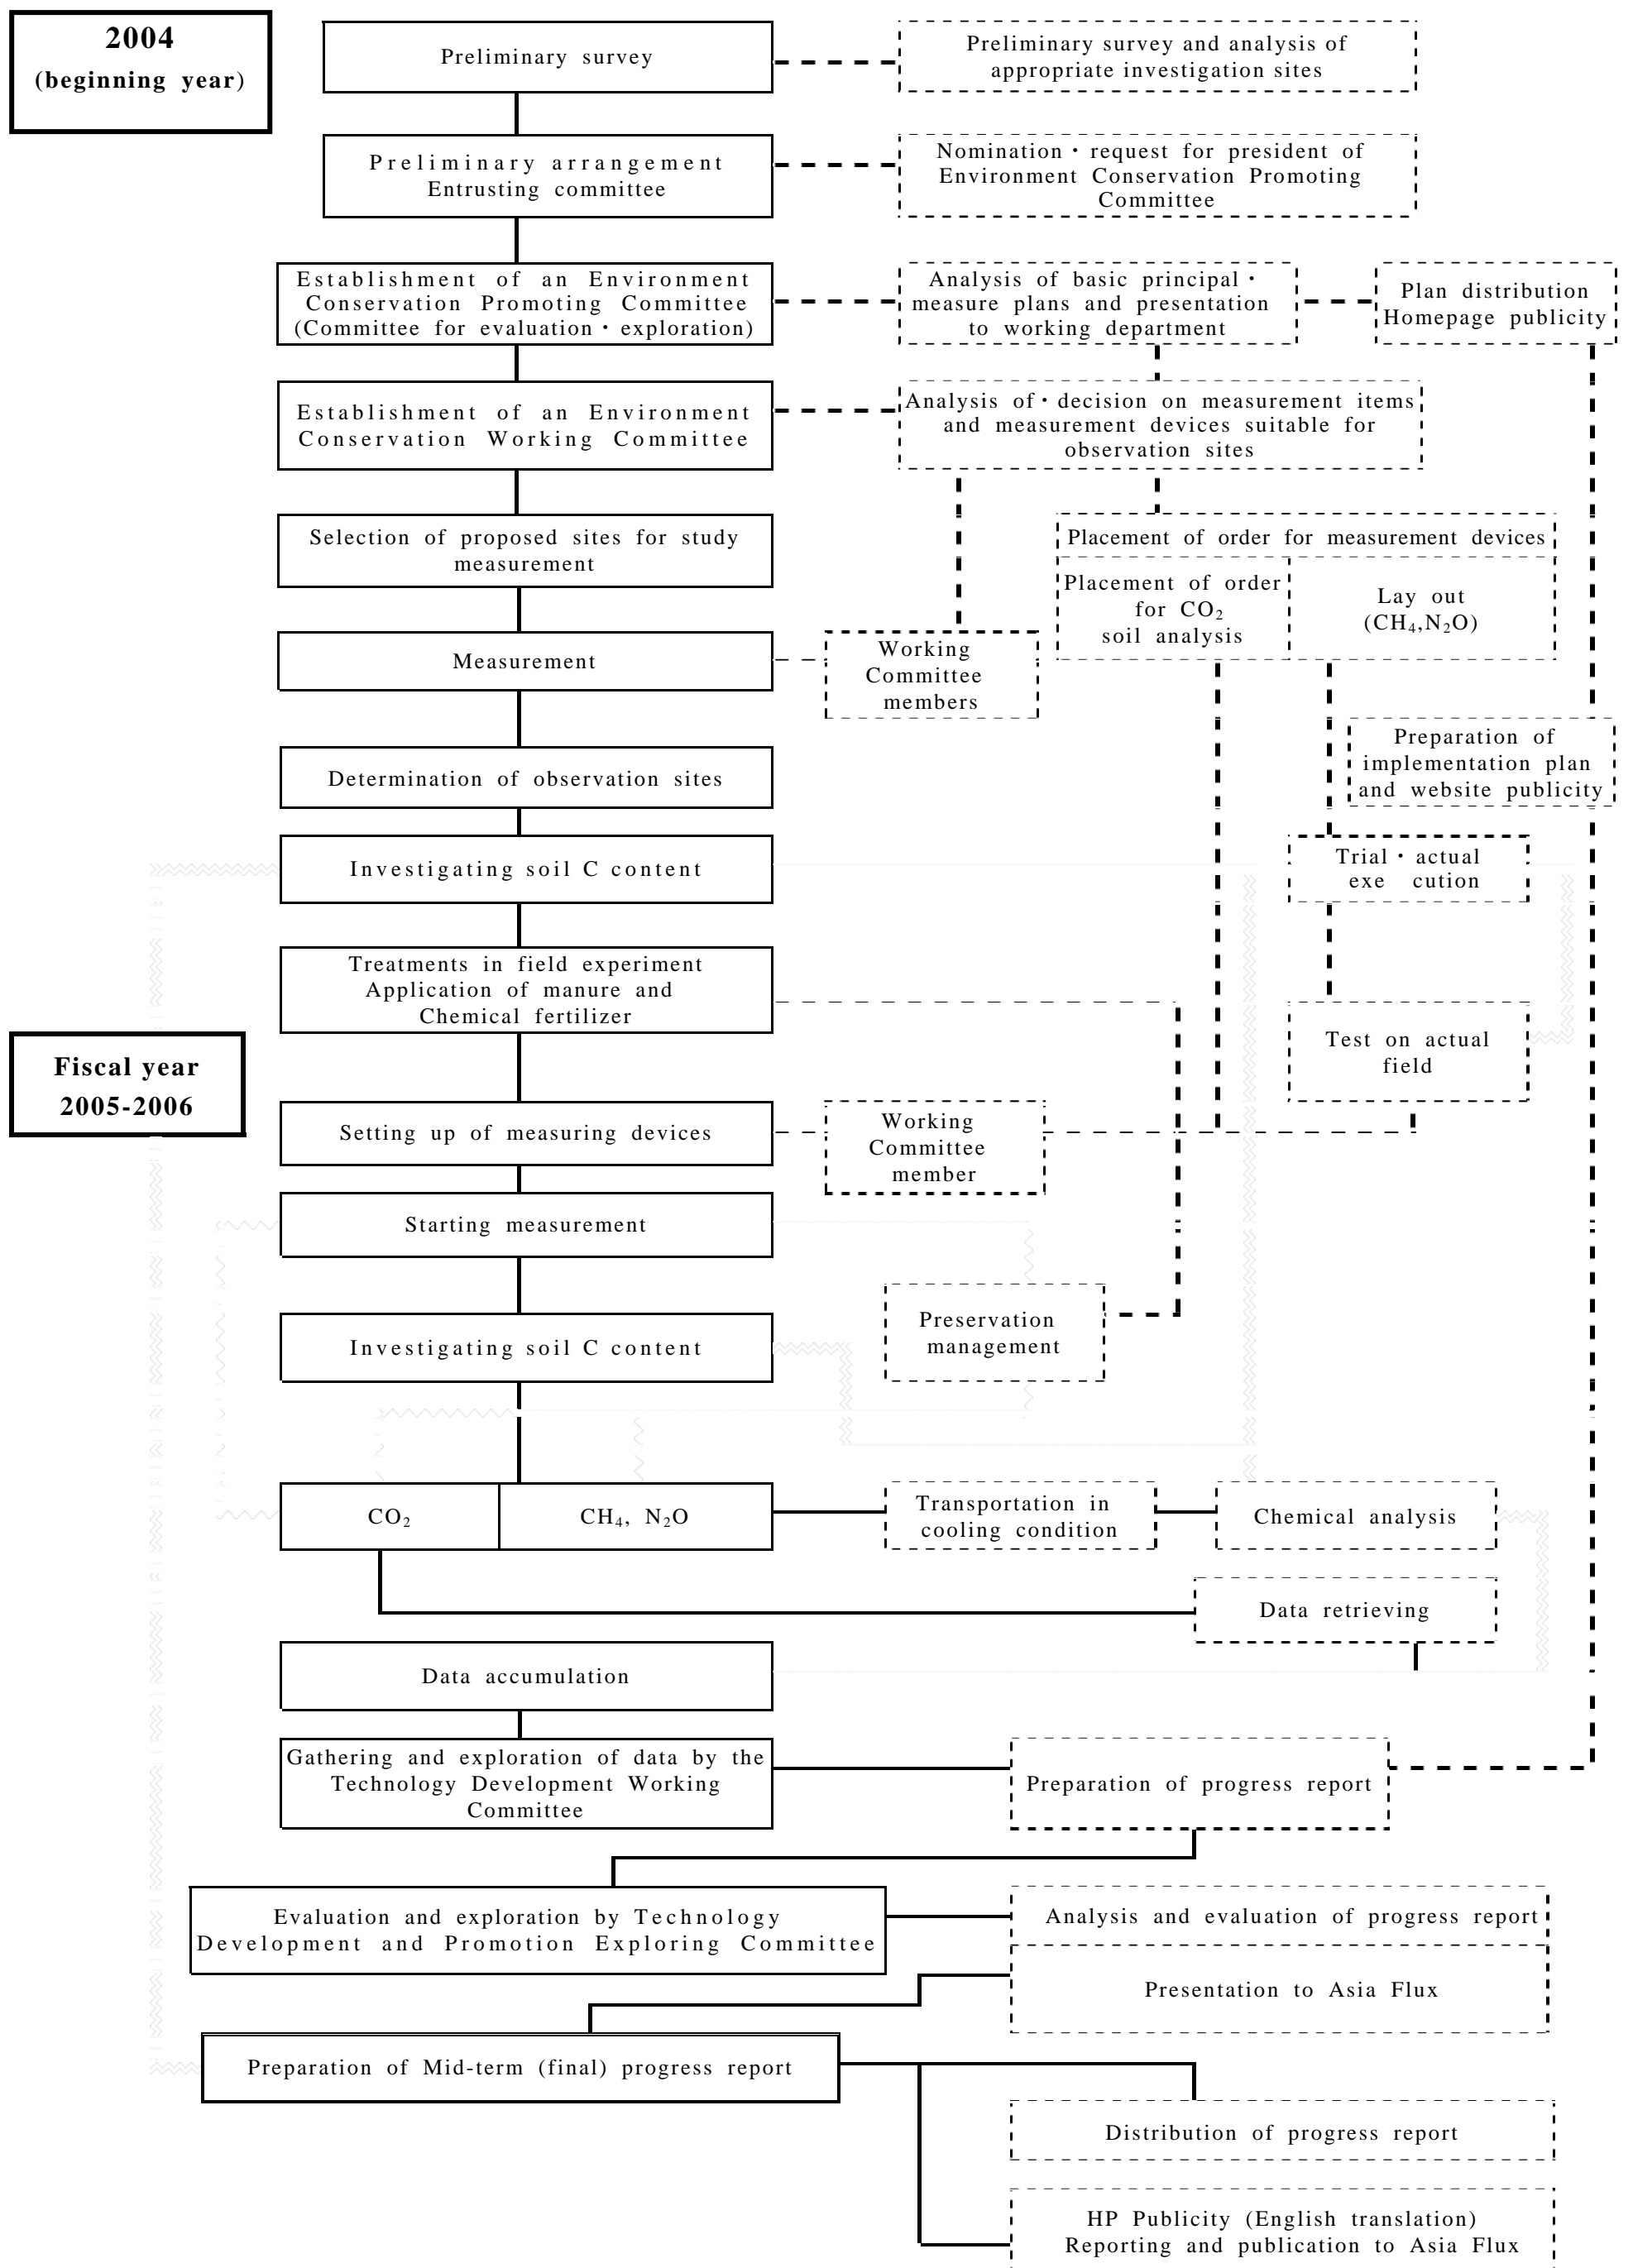 2004
(beginning year)
Preliminary survey
Preliminary survey and analysis of
appropriate investigation sites
Preliminary arrangement
Entrusting committee
Nomination・request for president of
Environment Conservation Promoting
Committee
Establishment of an Environment
Conservation Promoting Committee
(Committee for evaluation・exploration)
Analysis of basic principal・
measure plans and presentation
to working department
Plan distribution
Homepage publicity
Establishment of an Environment
Conservation Working Committee
Analysis of・decision on measurement items
and measurement devices suitable for
observation sites
Selection of proposed sites for study
measurement
Placement of order for measurement devices
Placement of order
for CO₂
soil analysis
Lay out
(CH₄,N₂O)
Measurement
Working
Committee
members
Preparation of
implementation plan
and website publicity
Determination of observation sites
Investigating soil C content
Trial・actual
exe cution
Treatments in field experiment
Application of manure and
Chemical fertilizer
Test on actual
field
Fiscal year
2005-2006
Setting up of measuring devices
Working
Committee
member
Starting measurement
Preservation
management
Investigating soil C content
CO₂
CH₄, N₂O
Transportation in
cooling condition
Chemical analysis
Data retrieving
Data accumulation
Gathering and exploration of data by the
Technology Development Working
Committee
Preparation of progress report
Evaluation and exploration by Technology
Development and Promotion Exploring Committee
Analysis and evaluation of progress report
Presentation to Asia Flux
Preparation of Mid-term (final) progress report
Distribution of progress report
HP Publicity (English translation)
Reporting and publication to Asia Flux